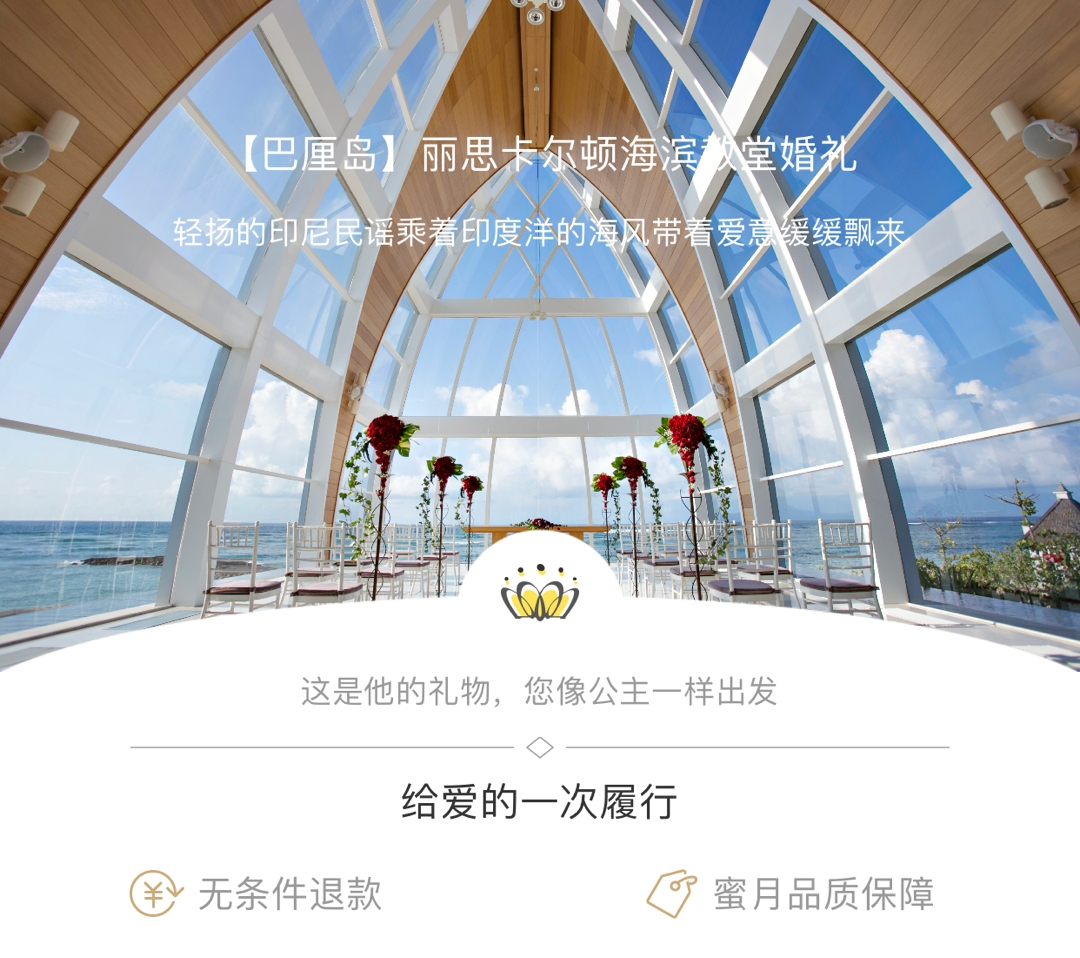 【巴厘岛】丽思卡尔顿海滨教堂婚礼
轻扬的印尼民谣乘着印度洋的海风带着爱意缓缓飘来
这是他的礼物，您像公主一样出发
给爱的一次履行
无条件退款
蜜月品质保障